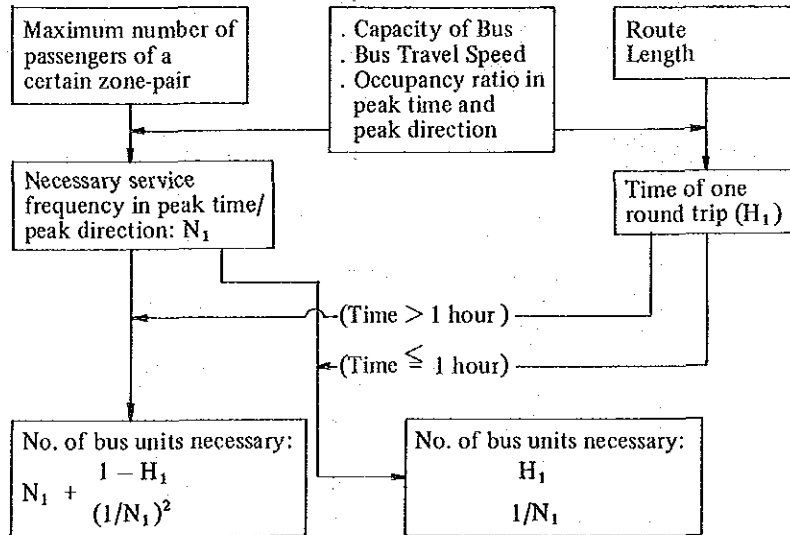 Maximum number of
passengers of a
certain zone-pair
. Capacity of Bus
. Bus Travel Speed
. Occupancy ratio in
peak time and
peak direction
Route
Length
Necessary service
frequency in peak time/
peak direction: N₁
Time of one
round trip (H₁)
(Time > 1 hour)
(Time ≦ 1 hour)
No. of bus units necessary:
N₁ + 1 − H₁
(1/N₁)²
No. of bus units necessary:
H₁
1/N₁